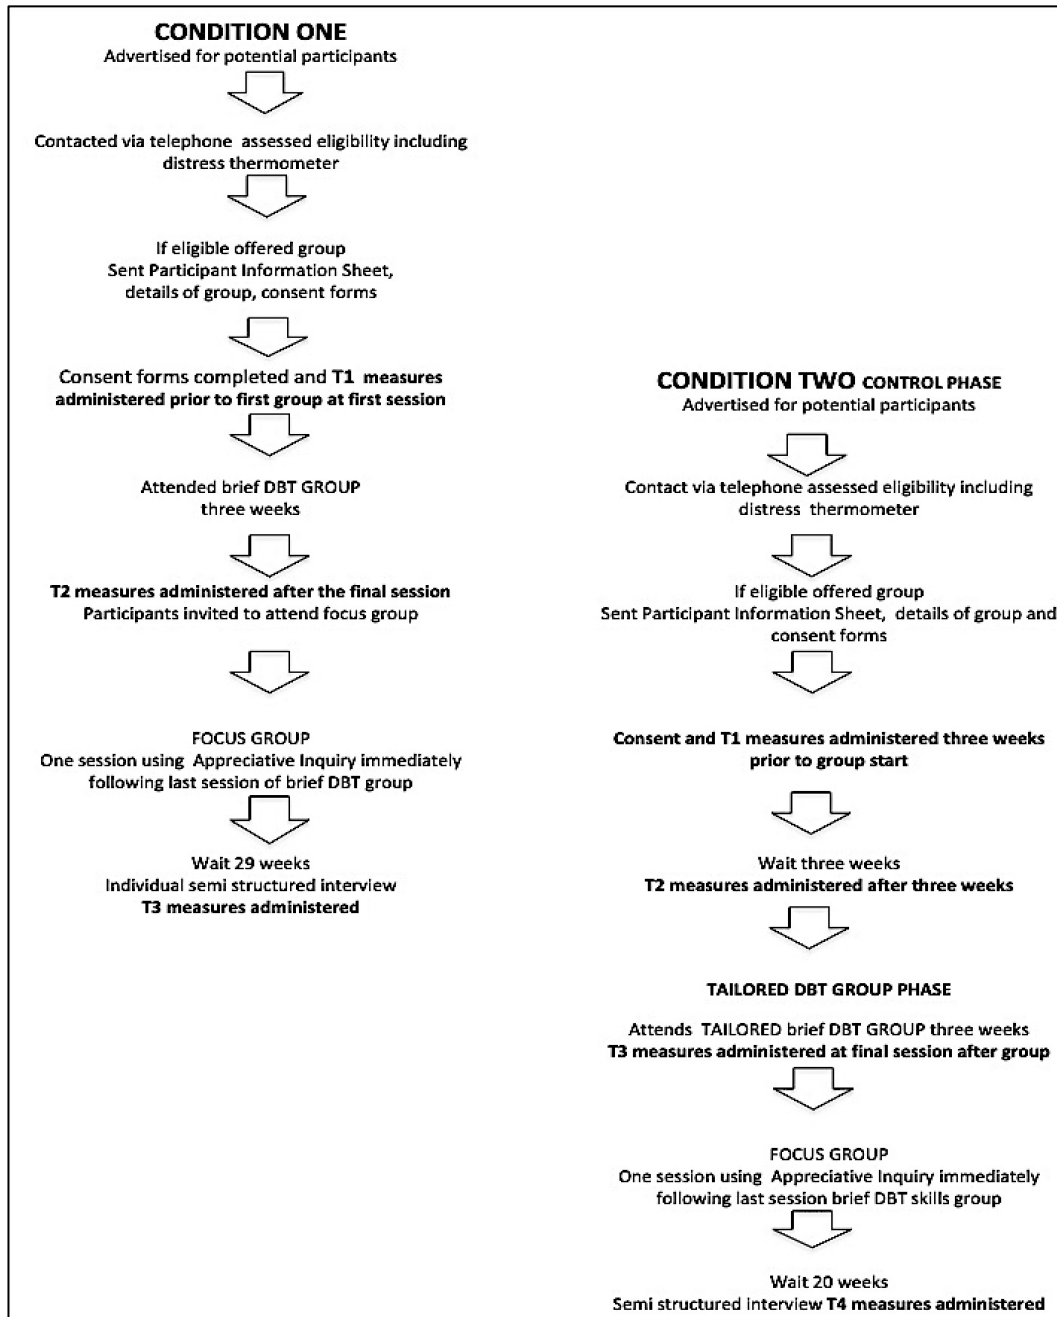 CONDITION ONE
Advertised for potential participants
Contacted via telephone assessed eligibility including
distress thermometer
If eligible offered group
Sent Participant Information Sheet,
details of group, consent forms
Consent forms completed and T1 measures
administered prior to first group at first session
Attended brief DBT GROUP
three weeks
T2 measures administered after the final session
Participants invited to attend focus group
FOCUS GROUP
One session using Appreciative Inquiry immediately
following last session of brief DBT group
Wait 29 weeks
Individual semi structured interview
T3 measures administered
CONDITION TWO CONTROL PHASE
Advertised for potential participants
Contact via telephone assessed eligibility including
distress thermometer
If eligible offered group
Sent Participant Information Sheet, details of group and
consent forms
Consent and T1 measures administered three weeks
prior to group start
Wait three weeks
T2 measures administered after three weeks
TAILORED DBT GROUP PHASE
Attends TAILORED brief DBT GROUP three weeks
T3 measures administered at final session after group
FOCUS GROUP
One session using Appreciative Inquiry immediately
following last session brief DBT skills group
Wait 20 weeks
Semi structured interview T4 measures administered